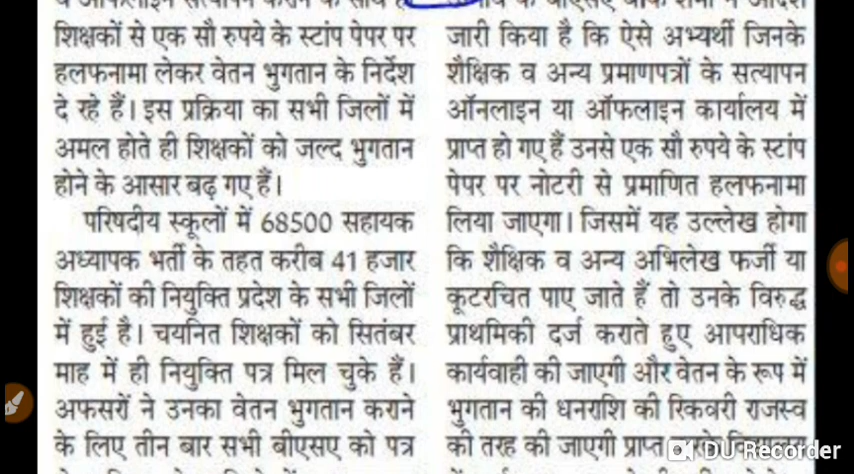 शिक्षकों से एक सौ रुपये के स्टांप पेपर पर
हलफनामा लेकर वेतन भुगतान के निर्देश
दे रहे हैं। इस प्रक्रिया का सभी जिलों में
अमल होते ही शिक्षकों को जल्द भुगतान
होने के आसार बढ़ गए हैं।
परिषदीय स्कूलों में 68500 सहायक
अध्यापक भर्ती के तहत करीब 41 हजार
शिक्षकों की नियुक्ति प्रदेश के सभी जिलों
में हुई है। चयनित शिक्षकों को सितंबर
माह में ही नियुक्ति पत्र मिल चुके हैं।
अफसरों ने उनका वेतन भुगतान कराने
के लिए तीन बार सभी बीएसए को पत्र
जारी किया है कि ऐसे अभ्यर्थी जिनके
शैक्षिक व अन्य प्रमाणपत्रों के सत्यापन
ऑनलाइन या ऑफलाइन कार्यालय में
प्राप्त हो गए हैं उनसे एक सौ रुपये के स्टांप
पेपर पर नोटरी से प्रमाणित हलफनामा
लिया जाएगा। जिसमें यह उल्लेख होगा
कि शैक्षिक व अन्य अभिलेख फर्जी या
कूटरचित पाए जाते हैं तो उनके विरुद्ध
प्राथमिकी दर्ज कराते हुए आपराधिक
कार्यवाही की जाएगी और वेतन के रूप में
भुगतान की धनराशि की रिकवरी राजस्व
की तरह की जाएगी प्राप्त
DU Recorder